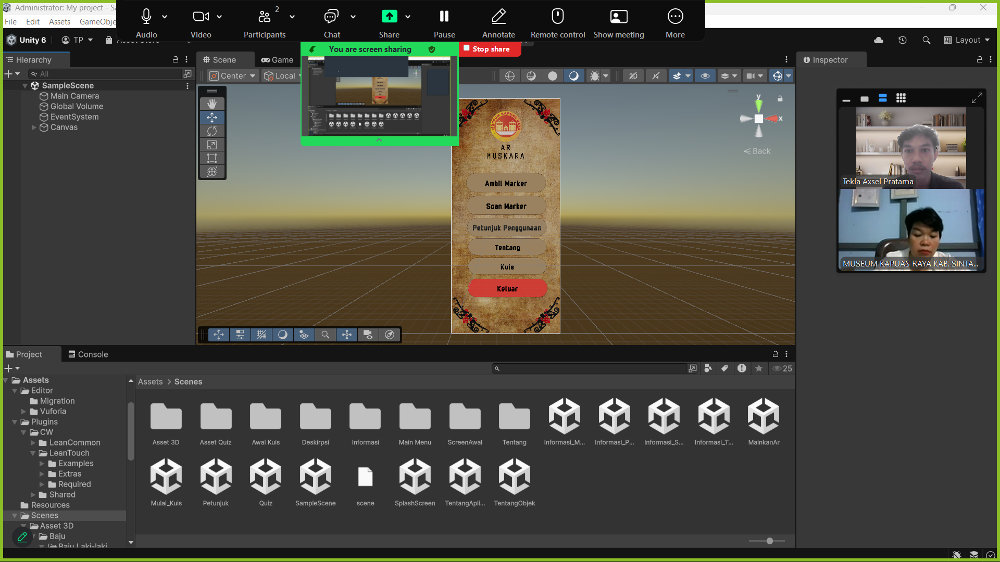 Administrator: My project - Sa
File Edit Assets GameObje
Audio
Video
2
Participants
Chat
Share
Pause
Annotate
Remote control
Show meeting
More
Unity 6
TP
Layout
You are screen sharing
Stop share
Hierarchy
Scene
Game
Inspector
All
Center
Local
2D
SampleScene
Main Camera
Global Volume
EventSystem
Canvas
y
x
Back
MUSEUM KAPUAS RAYA
AR
MUSKARA
Ambil Marker
Scan Marker
Petunjuk Penggunaan
Tentang
Kuis
Keluar
Tekla Axsel Pratama
MUSEUM KAPUAS RAYA KAB. SINTA...
Project
Console
25
Assets
Editor
Migration
Vuforia
Plugins
CW
LeanCommon
LeanTouch
Examples
Extras
Required
Shared
Resources
Scenes
Asset 3D
Baju
Baju Laki-laki
Assets > Scenes
Asset 3D
Asset Quiz
Awal Kuis
Deskirpsi
Informasi
Main Menu
ScreenAwal
Tentang
Informasi_M...
Informasi_P...
Informasi_S...
Informasi_T...
MainkanAr
Mulai_Kuis
Petunjuk
Quiz
SampleScene
scene
SplashScreen
TentangApli...
TentangObjek